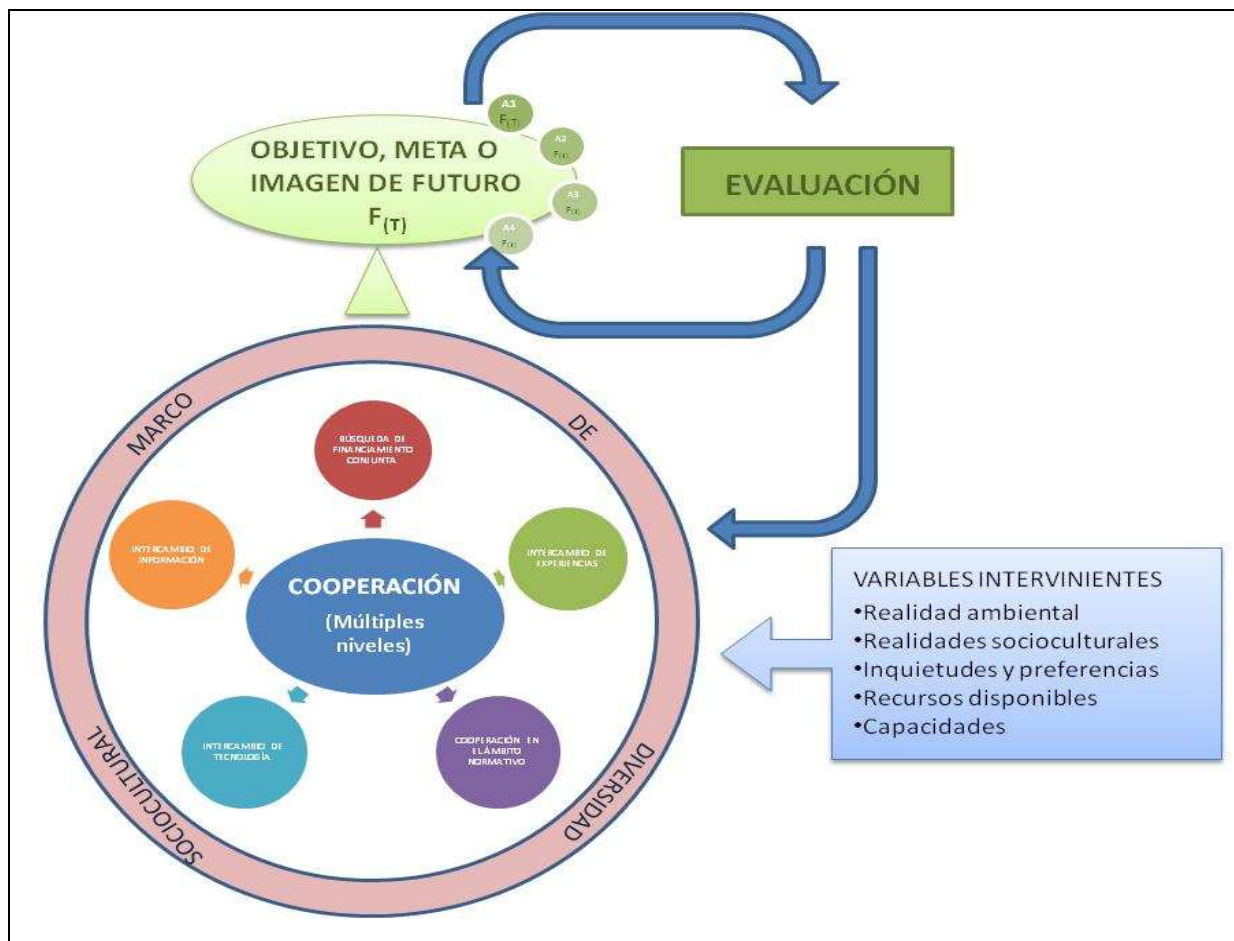 OBJETIVO, META O
IMAGEN DE FUTURO
F(T)
A1
F(T)
A2
A3
A4
EVALUACIÓN
MARCO
DE
DIVERSIDAD
SOCIOCULTURAL
BÚSQUEDA DE
FINANCIAMIENTO
CONJUNTA
INTERCAMBIO DE
INFORMACIÓN
INTERCAMBIO DE
EXPERIENCIAS
COOPERACIÓN
(Múltiples
niveles)
INTERCAMBIO DE
TECNOLOGÍA
COOPERACIÓN EN
EL ÁMBITO
NORMATIVO
VARIABLES INTERVINIENTES
•Realidad ambiental
•Realidades socioculturales
•Inquietudes y preferencias
•Recursos disponibles
•Capacidades